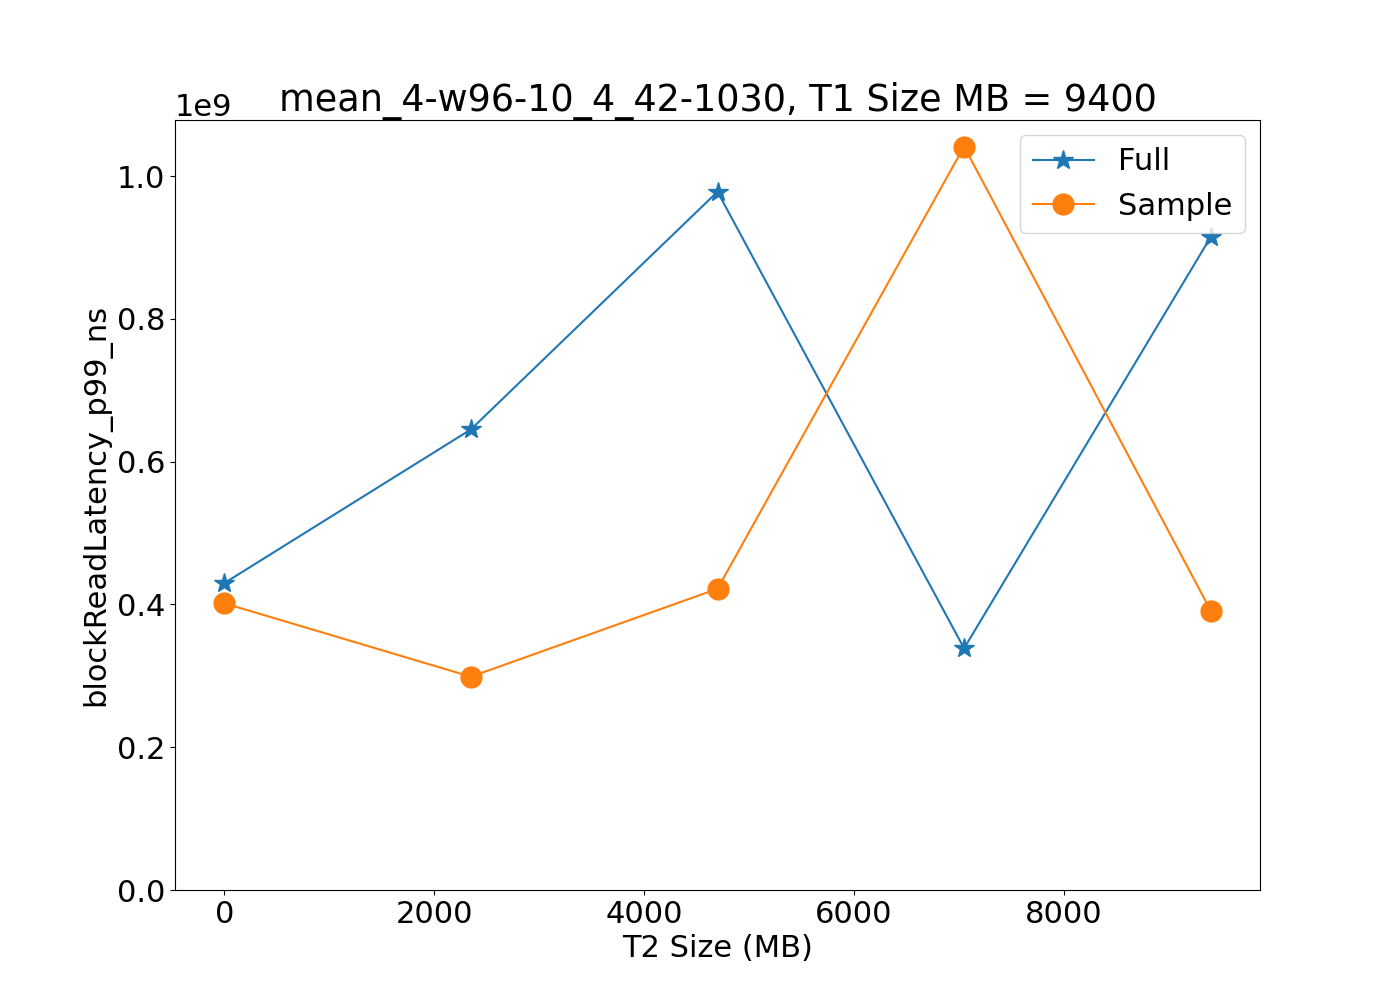 mean_4-w96-10_4_42-1030, T1 Size MB = 9400
1e9
Full
Sample
1.0
0.8
0.6
0.4
0.2
0.0
blockReadLatency_p99_ns
0 2000 4000 6000 8000
T2 Size (MB)